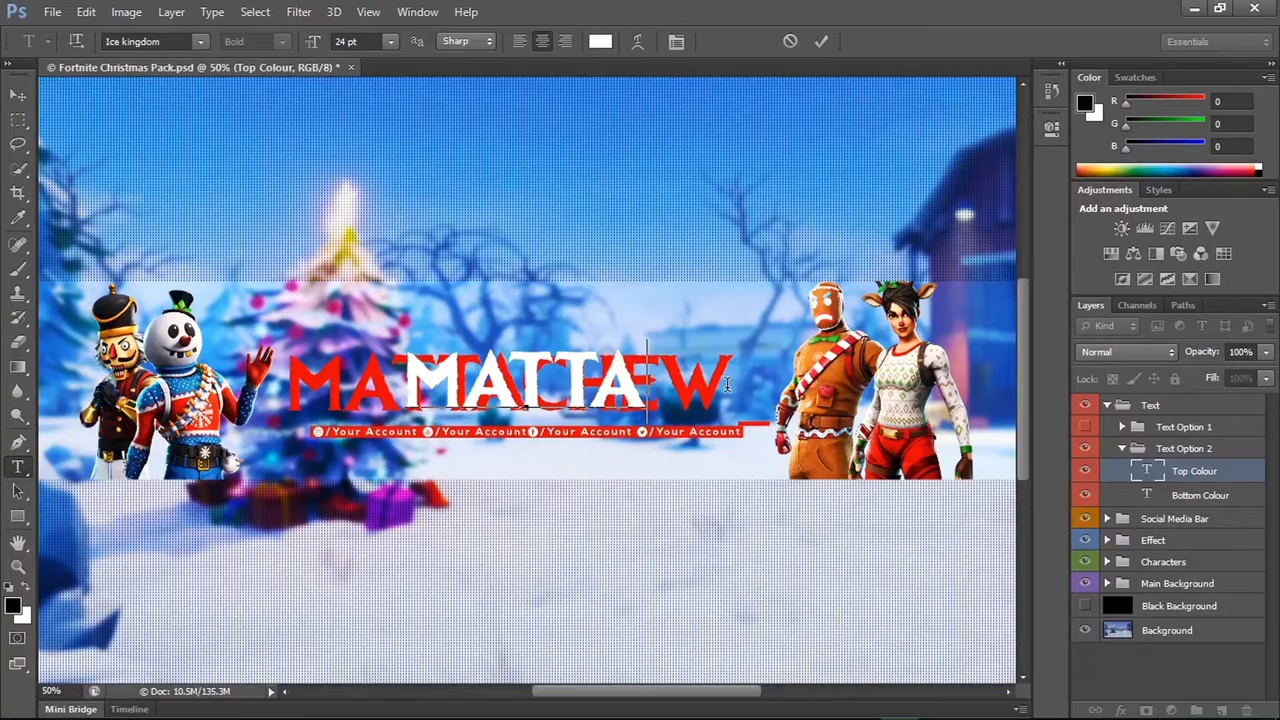 Ps File Edit Image Layer Type Select Filter 3D View Window Help
T Ice kingdom Bold 24 pt Sharp Essentials
© Fortnite Christmas Pack.psd @ 50% (Top Colour, RGB/8) *
Color Swatches
R 0
G 0
B 0
Adjustments Styles
Add an adjustment
Layers Channels Paths
Kind
Normal Opacity: 100%
Lock: Fill: 100%
Text
Text Option 1
Text Option 2
T Top Colour
T Bottom Colour
Social Media Bar
Effect
Characters
Main Background
Black Background
Background
MATTHEW
MATTA
/Your Account /Your Account /Your Account /Your Account
50% Doc: 10.5M/135.3M
Mini Bridge Timeline